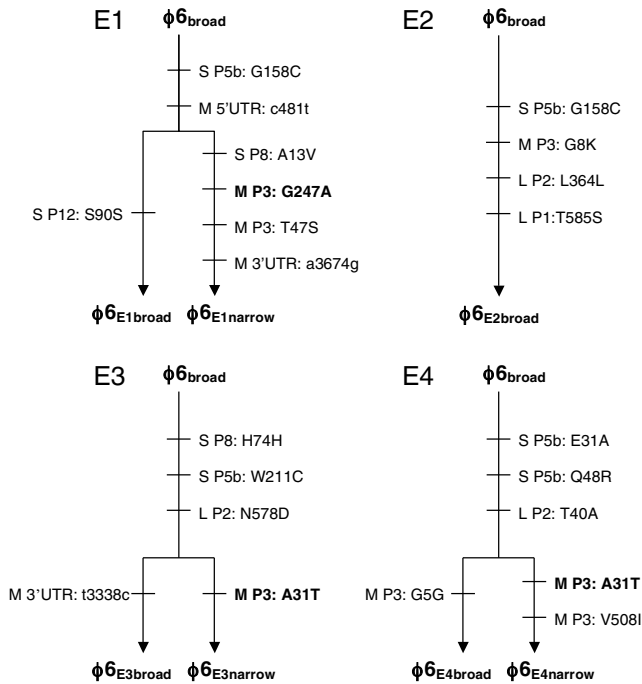 E1
ϕ6broad
S P5b: G158C
M 5'UTR: c481t
S P8: A13V
M P3: G247A
S P12: S90S
M P3: T47S
M 3'UTR: a3674g
ϕ6E1broad
ϕ6E1narrow
E2
ϕ6broad
S P5b: G158C
M P3: G8K
L P2: L364L
L P1:T585S
ϕ6E2broad
E3
ϕ6broad
S P8: H74H
S P5b: W211C
L P2: N578D
M 3'UTR: t3338c
M P3: A31T
ϕ6E3broad
ϕ6E3narrow
E4
ϕ6broad
S P5b: E31A
S P5b: Q48R
L P2: T40A
M P3: G5G
M P3: A31T
M P3: V508I
ϕ6E4broad
ϕ6E4narrow